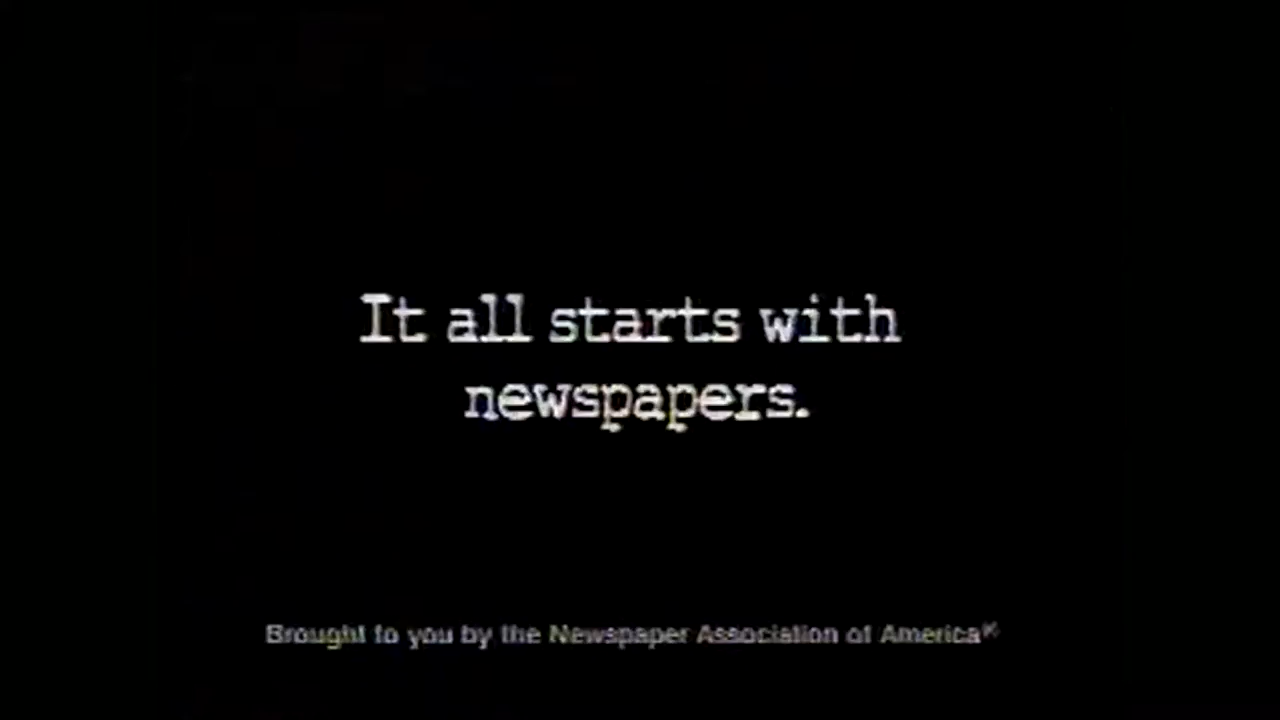 It all starts with
newspapers.
Brought to you by the Newspaper Association of America